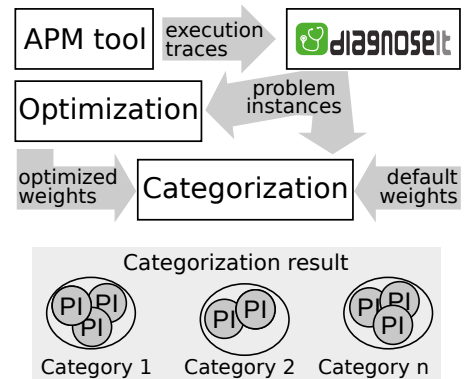 APM tool
execution
traces
diagnoseIt
problem
instances
Optimization
optimized
weights
Categorization
default
weights
Categorization result
PI PI PI
PI PI
PI PI PI
Category 1 Category 2 Category n